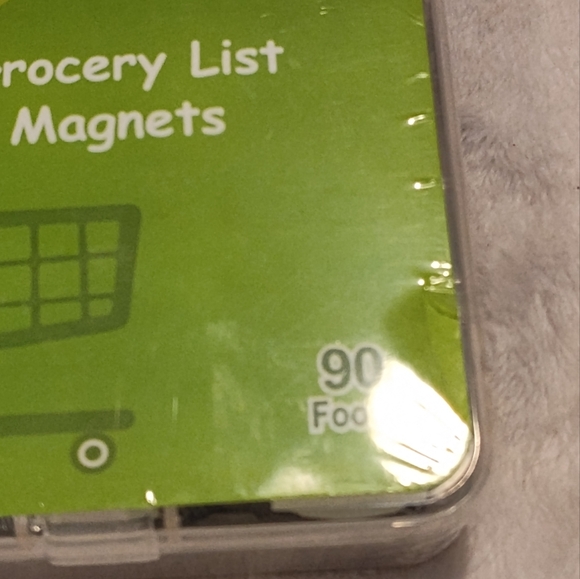 rocery List
Magnets
90
Foo